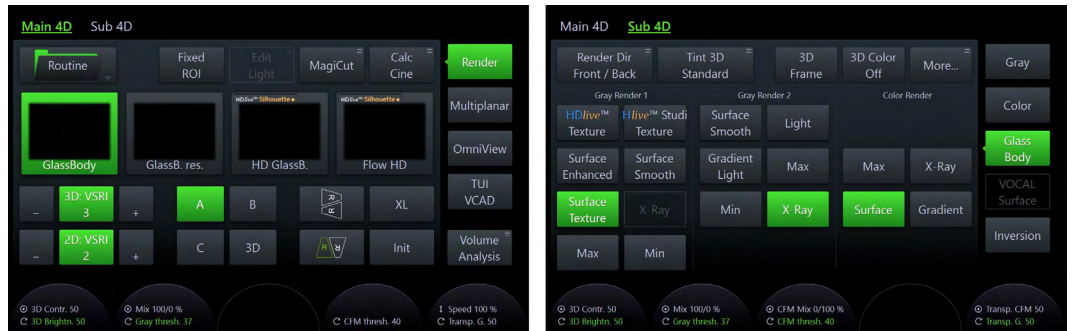 Main 4D Sub 4D
Routine
Fixed
ROI
Edit
Light
MagiCut
Calc
Cine
Render
HDlive™ Silhouette
HDlive™ Silhouette
GlassBody
GlassB. res.
HD GlassB.
Flow HD
Multiplanar
OmniView
TUI
VCAD
Volume
Analysis
–
3D: VSRI
3
+
A
B
R
R
XL
–
2D: VSRI
2
+
C
3D
R
R
Init
3D Contr. 50
3D Brightn. 50
Mix 100/0 %
Gray thresh. 37
CFM thresh. 40
Speed 100 %
Transp. G. 50
Main 4D Sub 4D
Render Dir
Front / Back
Tint 3D
Standard
3D
Frame
3D Color
Off
More...
Gray
Gray Render 1
Gray Render 2
Color Render
HDlive™
Texture
Hlive™ Studi
Texture
Surface
Smooth
Light
Color
Surface
Enhanced
Surface
Smooth
Gradient
Light
Max
Max
X-Ray
Glass
Body
Surface
Texture
X-Ray
Min
X-Ray
Surface
Gradient
VOCAL
Surface
Max
Min
Inversion
3D Contr. 50
3D Brightn. 50
Mix 100/0 %
Gray thresh. 37
CFM Mix 0/100 %
CFM thresh. 40
Transp. CFM 50
Transp. G. 50